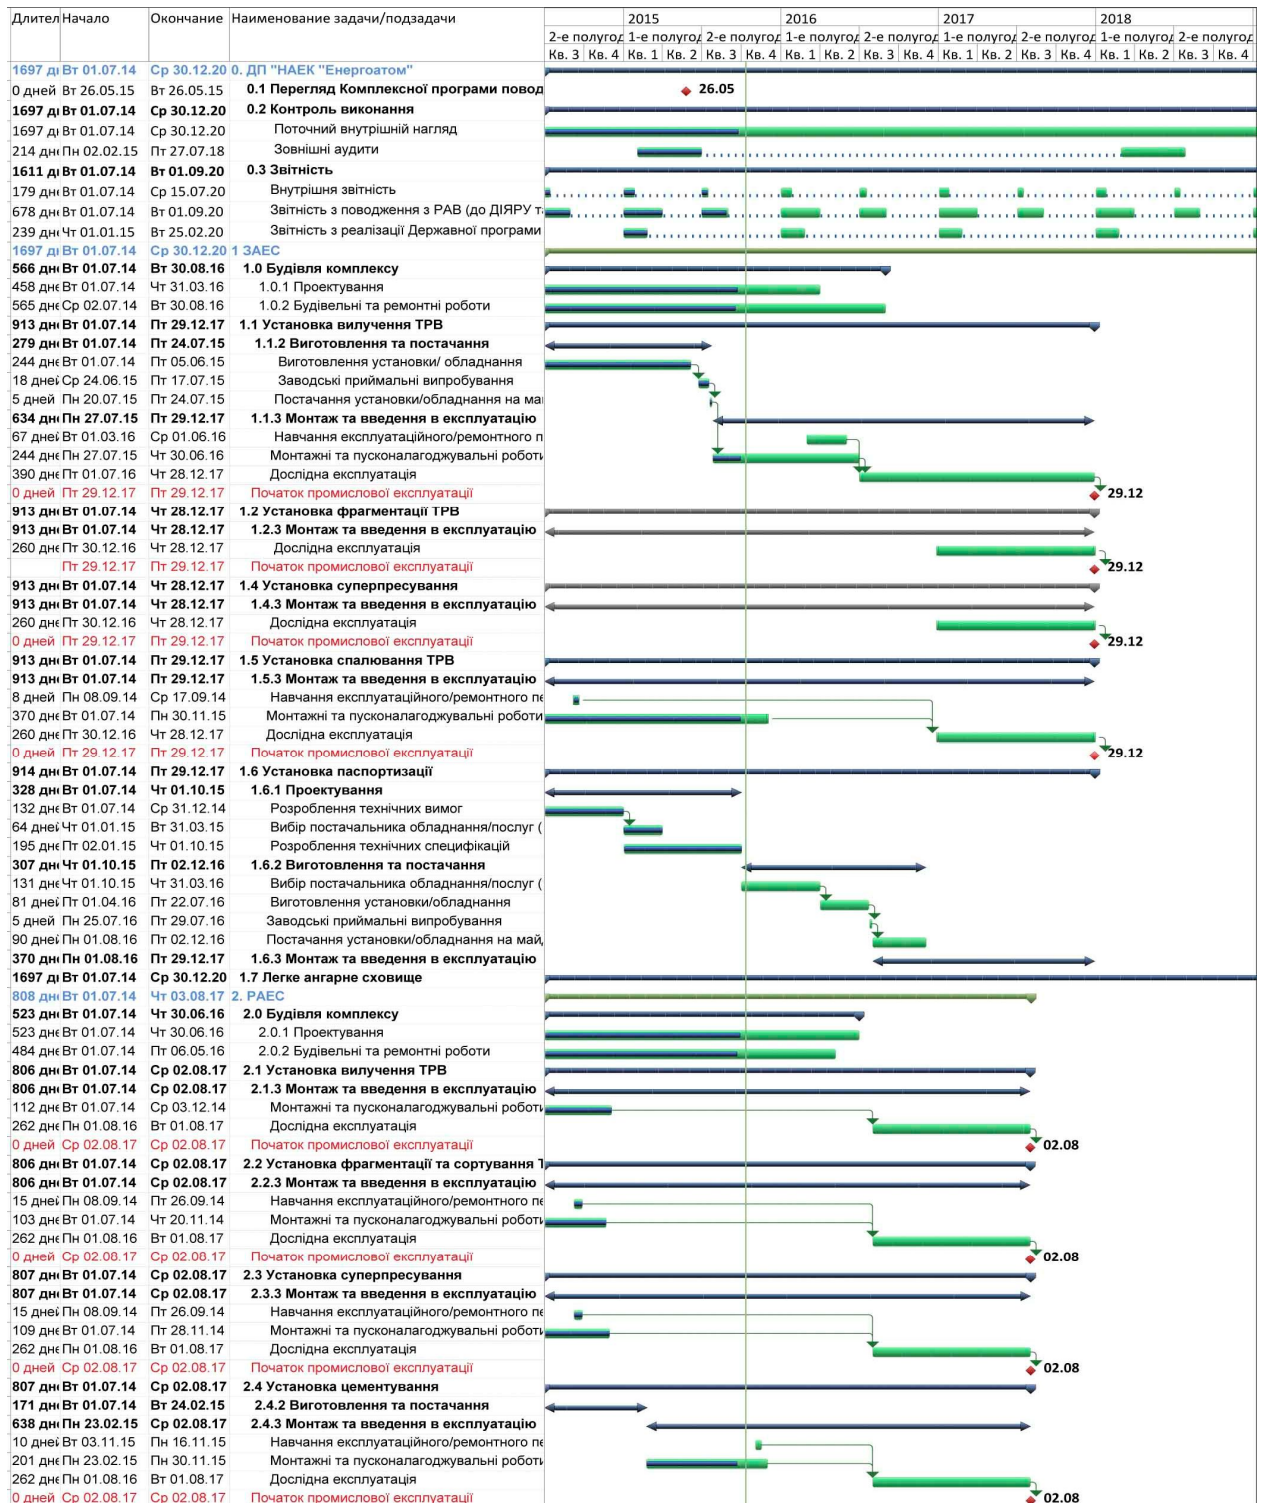 Длител Начало Окончание Наименование задачи/подзадачи
2015 2016 2017 2018
2-е полугод 1-е полугод 2-е полугод 1-е полугод 2-е полугод 1-е полугод 2-е полугод 1-е полугод 2-е полугод
Кв. 3 Кв. 4 Кв. 1 Кв. 2 Кв. 3 Кв. 4 Кв. 1 Кв. 2 Кв. 3 Кв. 4 Кв. 1 Кв. 2 Кв. 3 Кв. 4 Кв. 1 Кв. 2 Кв. 3 Кв. 4
1697 дı Вт 01.07.14 Ср 30.12.20 0. ДП "НАЕК "Енергоатом"
0 дней Вт 26.05.15 Вт 26.05.15 0.1 Перегляд Комплексної програми повод 26.05
1697 дı Вт 01.07.14 Ср 30.12.20 0.2 Контроль виконання
1697 дı Вт 01.07.14 Ср 30.12.20 Поточний внутрішній нагляд
214 дне Пн 02.02.15 Пт 27.07.18 Зовнішні аудити
1611 дı Вт 01.07.14 Вт 01.09.20 0.3 Звітність
179 дне Вт 01.07.14 Ср 15.07.20 Внутрішня звітність
678 дне Вт 01.07.14 Вт 01.09.20 Звітність з поводження з РАВ (до ДІЯРУ та
239 дне Чт 01.01.15 Вт 25.02.20 Звітність з реалізації Державної програми
1697 дı Вт 01.07.14 Ср 30.12.20 1 ЗАЕС
566 дне Вт 01.07.14 Вт 30.08.16 1.0 Будівля комплексу
458 дне Вт 01.07.14 Чт 31.03.16 1.0.1 Проектування
565 дне Ср 02.07.14 Вт 30.08.16 1.0.2 Будівельні та ремонтні роботи
913 дне Вт 01.07.14 Пт 29.12.17 1.1 Установка вилучення ТРВ
279 дне Вт 01.07.14 Пт 24.07.15 1.1.2 Виготовлення та постачання
244 дне Вт 01.07.14 Пт 05.06.15 Виготовлення установки/ обладнання
18 дней Ср 24.06.15 Пт 17.07.15 Заводські приймальні випробування
5 дней Пн 20.07.15 Пт 24.07.15 Постачання установки/обладнання на ма
634 дне Пн 27.07.15 Пт 29.12.17 1.1.3 Монтаж та введення в експлуатацію
67 дней Вт 01.03.16 Ср 01.06.16 Навчання експлуатаційного/ремонтного п
244 дне Пн 27.07.15 Чт 30.06.16 Монтажні та пусконалагоджувальні роботи
390 дне Пт 01.07.16 Чт 28.12.17 Дослідна експлуатація
0 дней Пт 29.12.17 Пт 29.12.17 Початок промислової експлуатації 29.12
913 дне Вт 01.07.14 Чт 28.12.17 1.2 Установка фрагментації ТРВ
913 дне Вт 01.07.14 Чт 28.12.17 1.2.3 Монтаж та введення в експлуатацію
260 дне Пт 30.12.16 Чт 28.12.17 Дослідна експлуатація
Пт 29.12.17 Пт 29.12.17 Початок промислової експлуатації 29.12
913 дне Вт 01.07.14 Чт 28.12.17 1.4 Установка суперпресування
913 дне Вт 01.07.14 Чт 28.12.17 1.4.3 Монтаж та введення в експлуатацію
260 дне Пт 30.12.16 Чт 28.12.17 Дослідна експлуатація
0 дней Пт 29.12.17 Пт 29.12.17 Початок промислової експлуатації 29.12
913 дне Вт 01.07.14 Пт 29.12.17 1.5 Установка спалювання ТРВ
913 дне Вт 01.07.14 Пт 29.12.17 1.5.3 Монтаж та введення в експлуатацію
8 дней Пн 08.09.14 Ср 17.09.14 Навчання експлуатаційного/ремонтного пе
370 дне Вт 01.07.14 Пн 30.11.15 Монтажні та пусконалагоджувальні роботи
260 дне Пт 30.12.16 Чт 28.12.17 Дослідна експлуатація
0 дней Пт 29.12.17 Пт 29.12.17 Початок промислової експлуатації 29.12
914 дне Вт 01.07.14 Пт 29.12.17 1.6 Установка паспортизації
328 дне Вт 01.07.14 Чт 01.10.15 1.6.1 Проектування
132 дне Вт 01.07.14 Ср 31.12.14 Розроблення технічних вимог
64 дней Чт 01.01.15 Вт 31.03.15 Вибір постачальника обладнання/послуг (
195 дне Пт 02.01.15 Чт 01.10.15 Розроблення технічних специфікацій
307 дне Чт 01.10.15 Пт 02.12.16 1.6.2 Виготовлення та постачання
131 дне Чт 01.10.15 Чт 31.03.16 Вибір постачальника обладнання/послуг (
81 дней Пт 01.04.16 Пт 22.07.16 Виготовлення установки/обладнання
5 дней Пн 25.07.16 Пт 29.07.16 Заводські приймальні випробування
90 дней Пн 01.08.16 Пт 02.12.16 Постачання установки/обладнання на май,
370 дне Пн 01.08.16 Пт 29.12.17 1.6.3 Монтаж та введення в експлуатацію
1697 дı Вт 01.07.14 Ср 30.12.20 1.7 Легке ангарне сховище
808 дне Вт 01.07.14 Чт 03.08.17 2. РАЕС
523 дне Вт 01.07.14 Чт 30.06.16 2.0 Будівля комплексу
523 дне Вт 01.07.14 Чт 30.06.16 2.0.1 Проектування
484 дне Вт 01.07.14 Пт 06.05.16 2.0.2 Будівельні та ремонтні роботи
806 дне Вт 01.07.14 Ср 02.08.17 2.1 Установка вилучення ТРВ
806 дне Вт 01.07.14 Ср 02.08.17 2.1.3 Монтаж та введення в експлуатацію
112 дне Вт 01.07.14 Ср 03.12.14 Монтажні та пусконалагоджувальні роботи
262 дне Пн 01.08.16 Вт 01.08.17 Дослідна експлуатація
0 дней Ср 02.08.17 Ср 02.08.17 Початок промислової експлуатації 02.08
806 дне Вт 01.07.14 Ср 02.08.17 2.2 Установка фрагментації та сортування Т
806 дне Вт 01.07.14 Ср 02.08.17 2.2.3 Монтаж та введення в експлуатацію
15 дней Пн 08.09.14 Пт 26.09.14 Навчання експлуатаційного/ремонтного пе
103 дне Вт 01.07.14 Чт 20.11.14 Монтажні та пусконалагоджувальні роботи
262 дне Пн 01.08.16 Вт 01.08.17 Дослідна експлуатація
0 дней Ср 02.08.17 Ср 02.08.17 Початок промислової експлуатації 02.08
807 дне Вт 01.07.14 Ср 02.08.17 2.3 Установка суперпресування
807 дне Вт 01.07.14 Ср 02.08.17 2.3.3 Монтаж та введення в експлуатацію
15 дней Пн 08.09.14 Пт 26.09.14 Навчання експлуатаційного/ремонтного пе
109 дне Вт 01.07.14 Пт 28.11.14 Монтажні та пусконалагоджувальні роботи
262 дне Пн 01.08.16 Вт 01.08.17 Дослідна експлуатація
0 дней Ср 02.08.17 Ср 02.08.17 Початок промислової експлуатації 02.08
807 дне Вт 01.07.14 Ср 02.08.17 2.4 Установка цементування
171 дне Вт 01.07.14 Вт 24.02.15 2.4.2 Виготовлення та постачання
638 дне Пн 23.02.15 Ср 02.08.17 2.4.3 Монтаж та введення в експлуатацію
10 дней Вт 03.11.15 Пн 16.11.15 Навчання експлуатаційного/ремонтного пе
201 дне Пн 23.02.15 Пн 30.11.15 Монтажні та пусконалагоджувальні роботи
262 дне Пн 01.08.16 Вт 01.08.17 Дослідна експлуатація
0 дней Ср 02.08.17 Ср 02.08.17 Початок промислової експлуатації 02.08